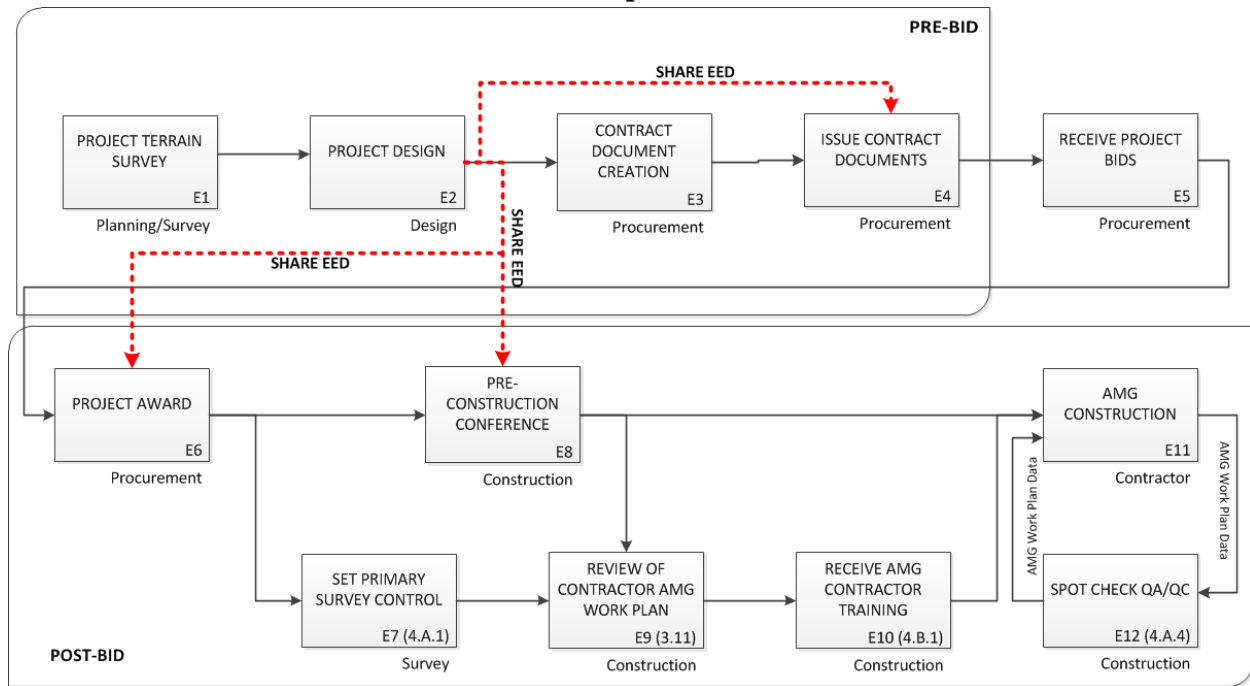 PRE-BID
SHARE EED
PROJECT TERRAIN
SURVEY
E1
Planning/Survey
PROJECT DESIGN
E2
Design
CONTRACT
DOCUMENT
CREATION
E3
Procurement
ISSUE CONTRACT
DOCUMENTS
E4
Procurement
RECEIVE PROJECT
BIDS
E5
Procurement
SHARE EED
SHARE EED
PROJECT AWARD
E6
Procurement
PRE-
CONSTRUCTION
CONFERENCE
E8
Construction
AMG
CONSTRUCTION
E11
Contractor
AMG Work Plan Data
AMG Work Plan Data
SET PRIMARY
SURVEY CONTROL
E7 (4.A.1)
Survey
REVIEW OF
CONTRACTOR AMG
WORK PLAN
E9 (3.11)
Construction
RECEIVE AMG
CONTRACTOR
TRAINING
E10 (4.B.1)
Construction
SPOT CHECK QA/QC
E12 (4.A.4)
Construction
POST-BID